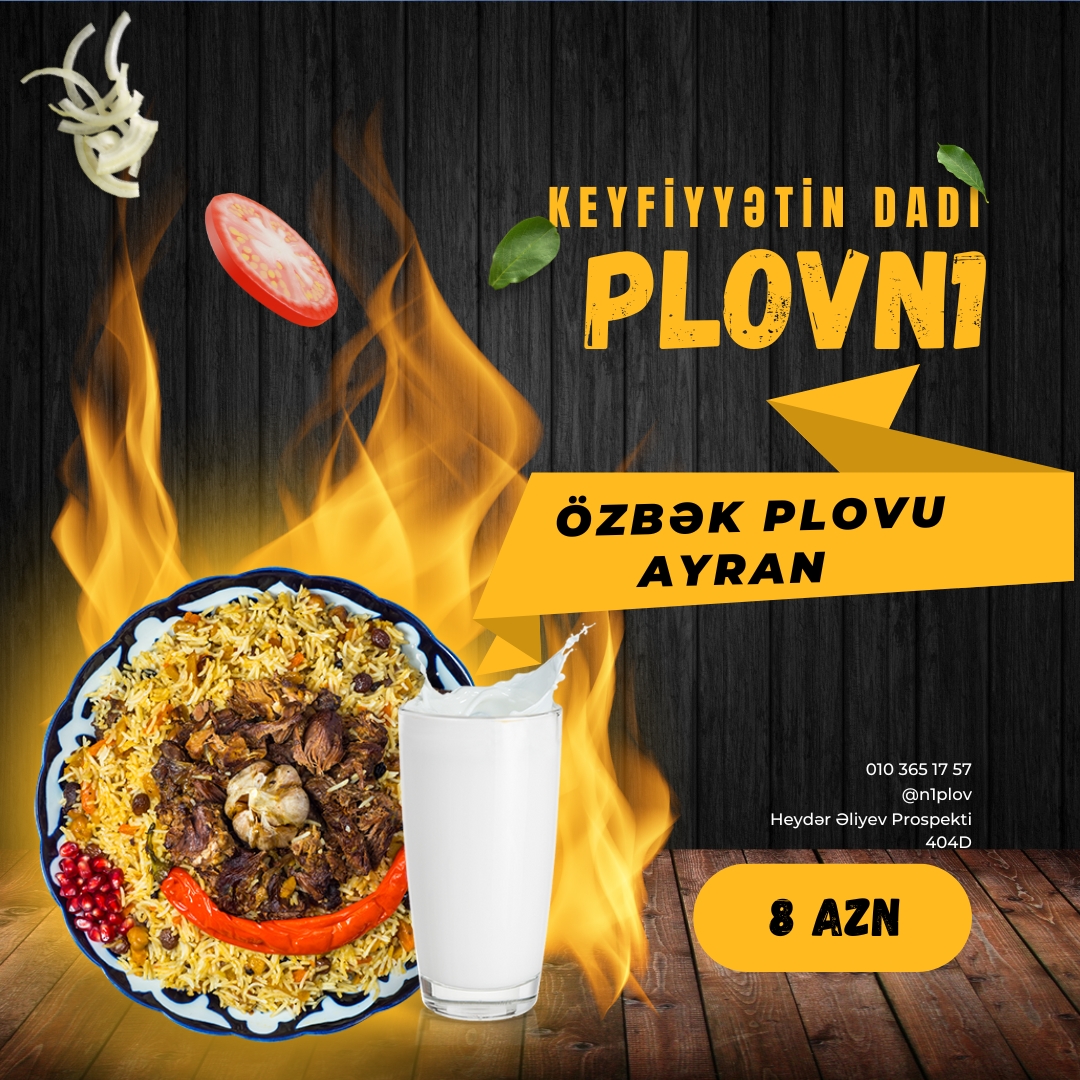 KEYFİYYƏTİN DADI
PLOVN1
ÖZBƏK PLOVU
AYRAN
010 365 17 57
@n1plov
Heydər Əliyev Prospekti
404D
8 AZN